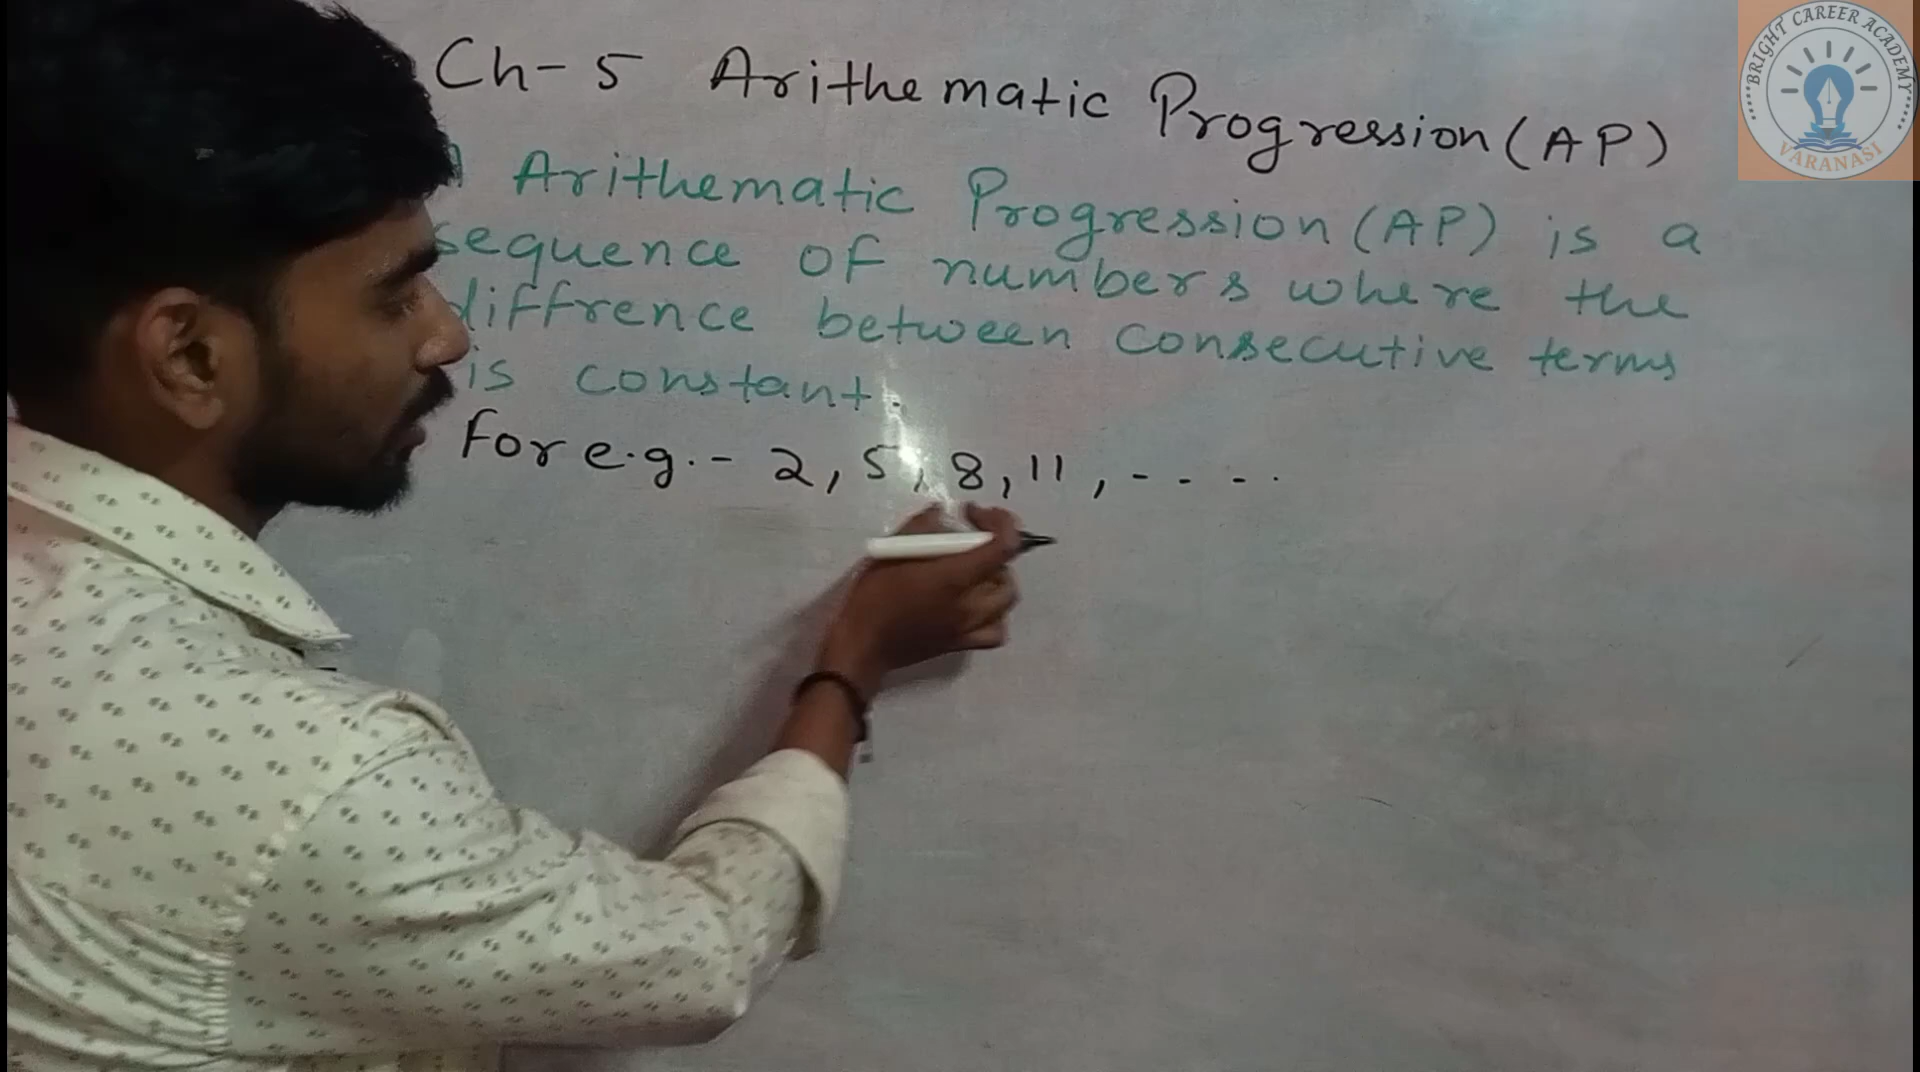 Ch-5 Arithematic Progression (AP)
A Arithematic Progression (AP) is a
sequence of numbers where the
diffrence between consecutive terms
is constant.
For e.g.- 2, 5, 8, 11, - - - -
BRIGHT CAREER ACADEMY
VARANASI